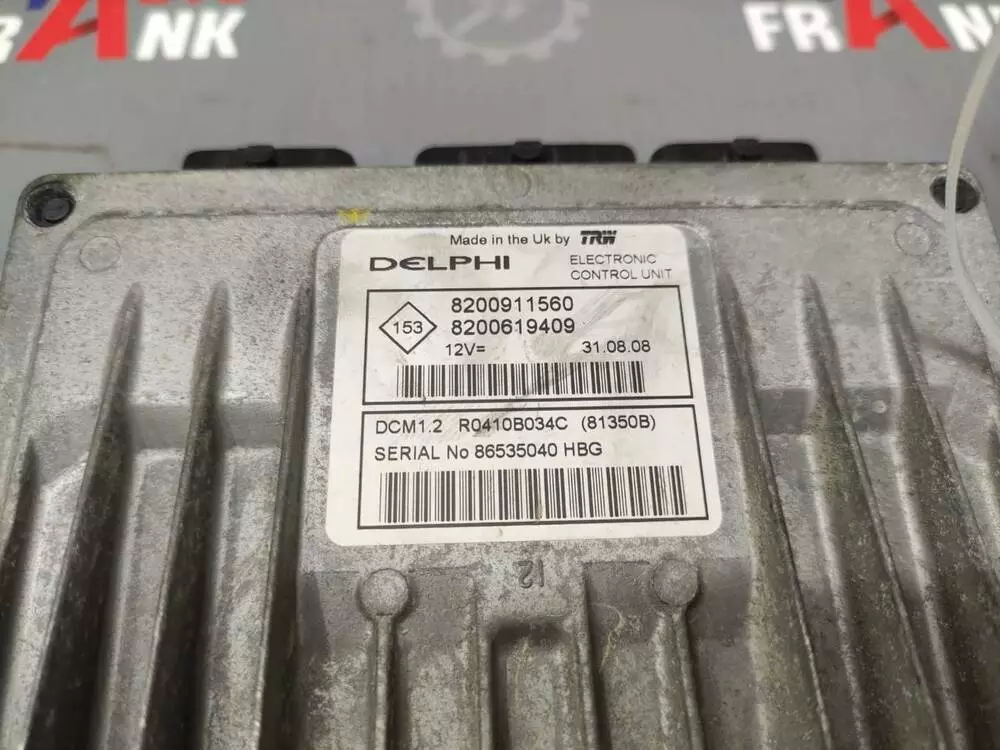 FRANK
FRANK
Made in the Uk by TRW
DELPHI
ELECTRONIC
CONTROL UNIT
153
8200911560
8200619409
12V=
31.08.08
DCM1.2 R0410B034C (81350B)
SERIAL No 86535040 HBG
12